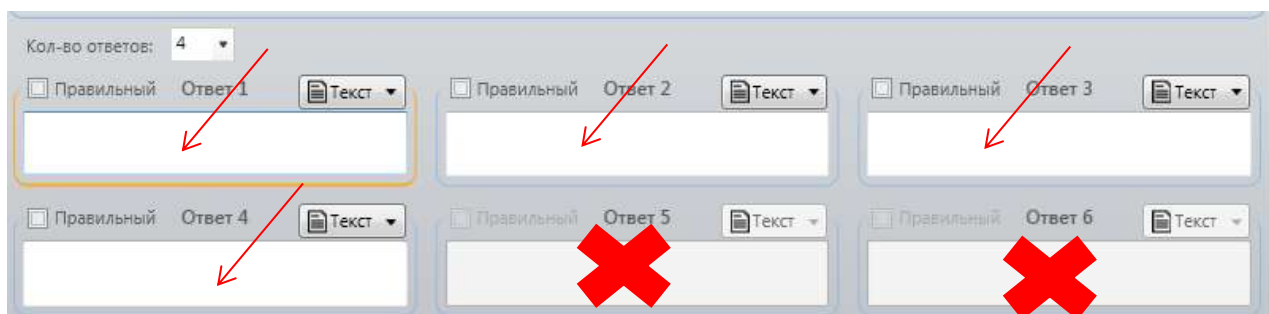 Кол-во ответов: 4
Правильный Ответ 1 Текст Правильный Ответ 2 Текст Правильный Ответ 3 Текст
Правильный Ответ 4 Текст Правильный Ответ 5 Текст Правильный Ответ 6 Текст